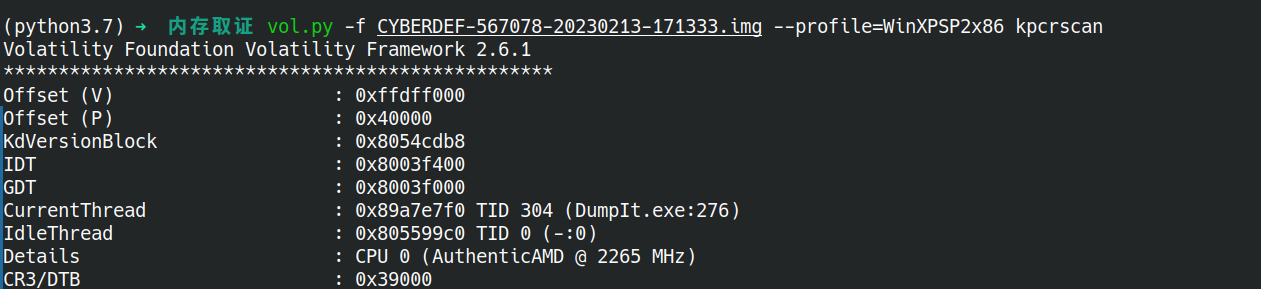 (python3.7) → 内存取证 vol.py -f CYBERDEF-567078-20230213-171333.img --profile=WinXPSP2x86 kpcrscan
Volatility Foundation Volatility Framework 2.6.1
**************************************************
Offset (V) : 0xffdff000
Offset (P) : 0x40000
KdVersionBlock : 0x8054cdb8
IDT : 0x8003f400
GDT : 0x8003f000
CurrentThread : 0x89a7e7f0 TID 304 (DumpIt.exe:276)
IdleThread : 0x805599c0 TID 0 (-:0)
Details : CPU 0 (AuthenticAMD @ 2265 MHz)
CR3/DTB : 0x39000